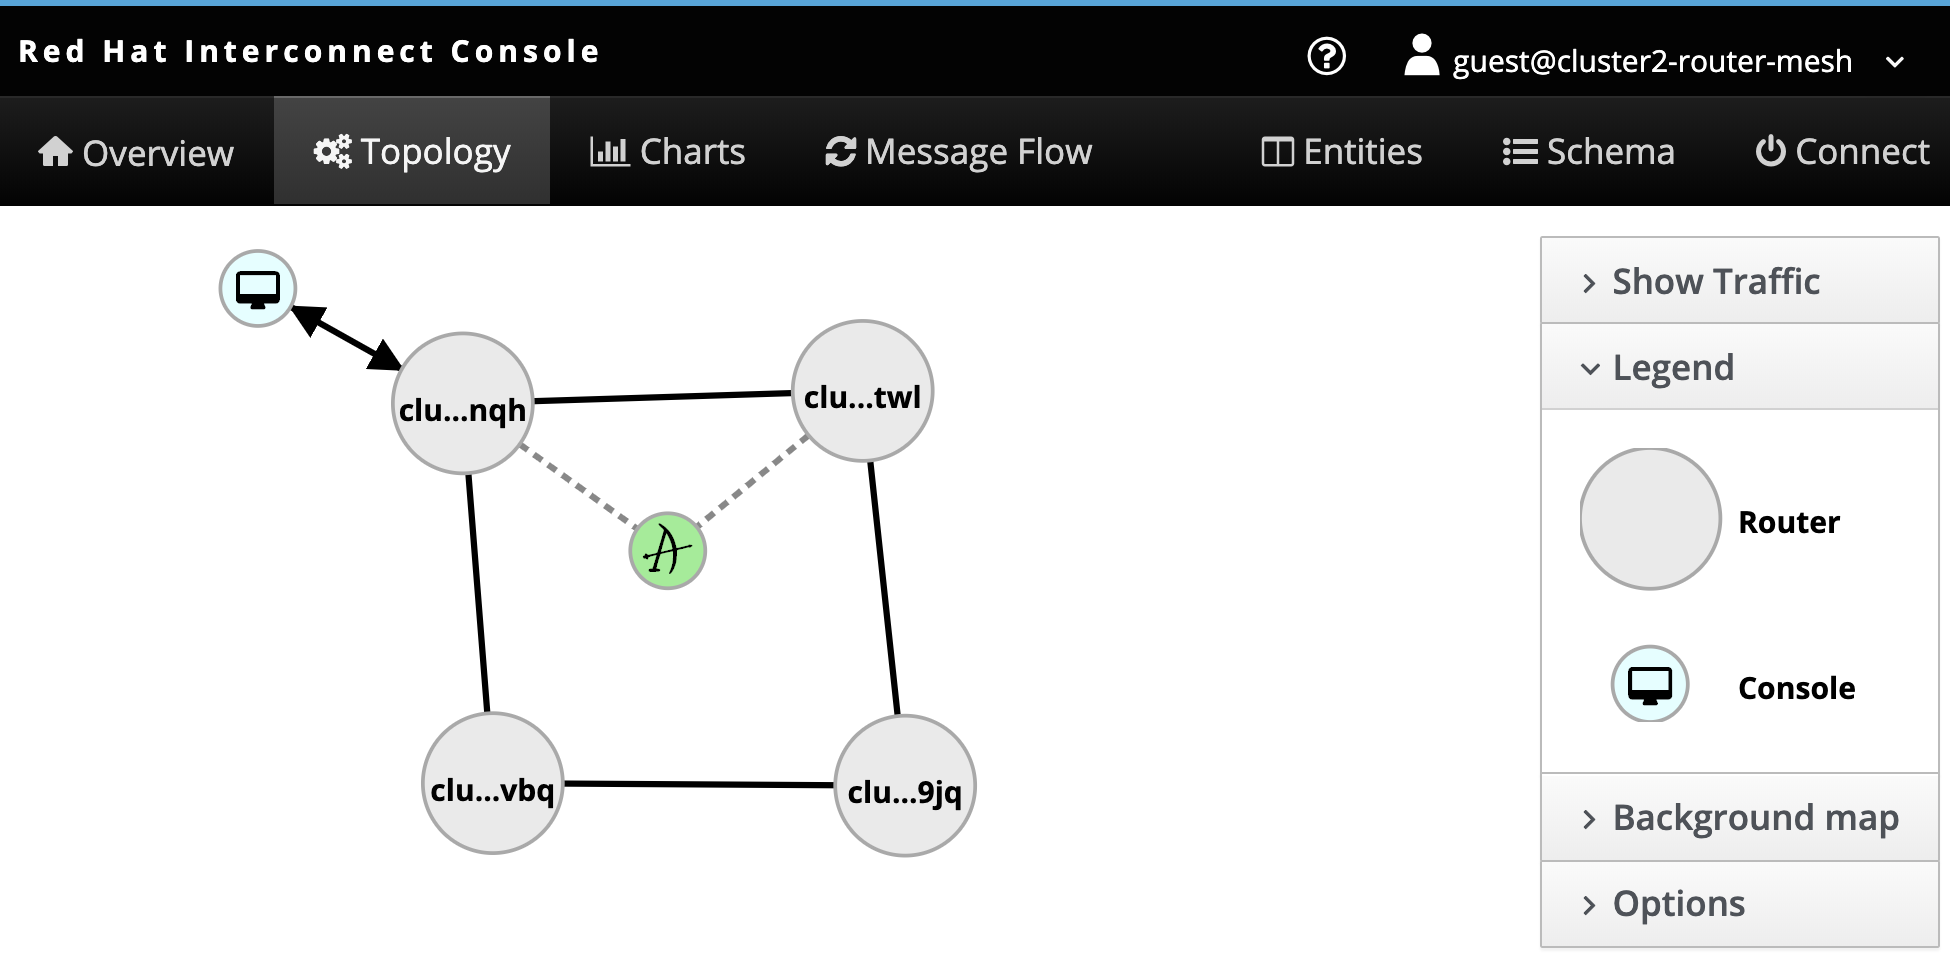 Red Hat Interconnect Console
guest@cluster2-router-mesh
Overview
Topology
Charts
Message Flow
Entities
Schema
Connect
clu...nqh
clu...twl
A
clu...vbq
clu...9jq
Show Traffic
Legend
Router
Console
Background map
Options